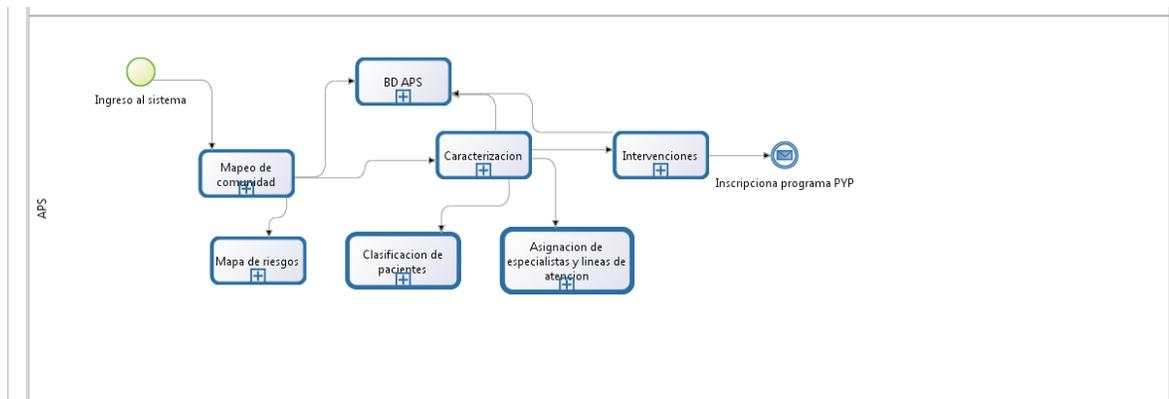 APS
Ingreso al sistema
BD APS
Mapeo de
comunidad
Caracterizacion
Intervenciones
Inscripciona programa PYP
Mapa de riesgos
Clasificacion de
pacientes
Asignacion de
especialistas y lineas de
atencion